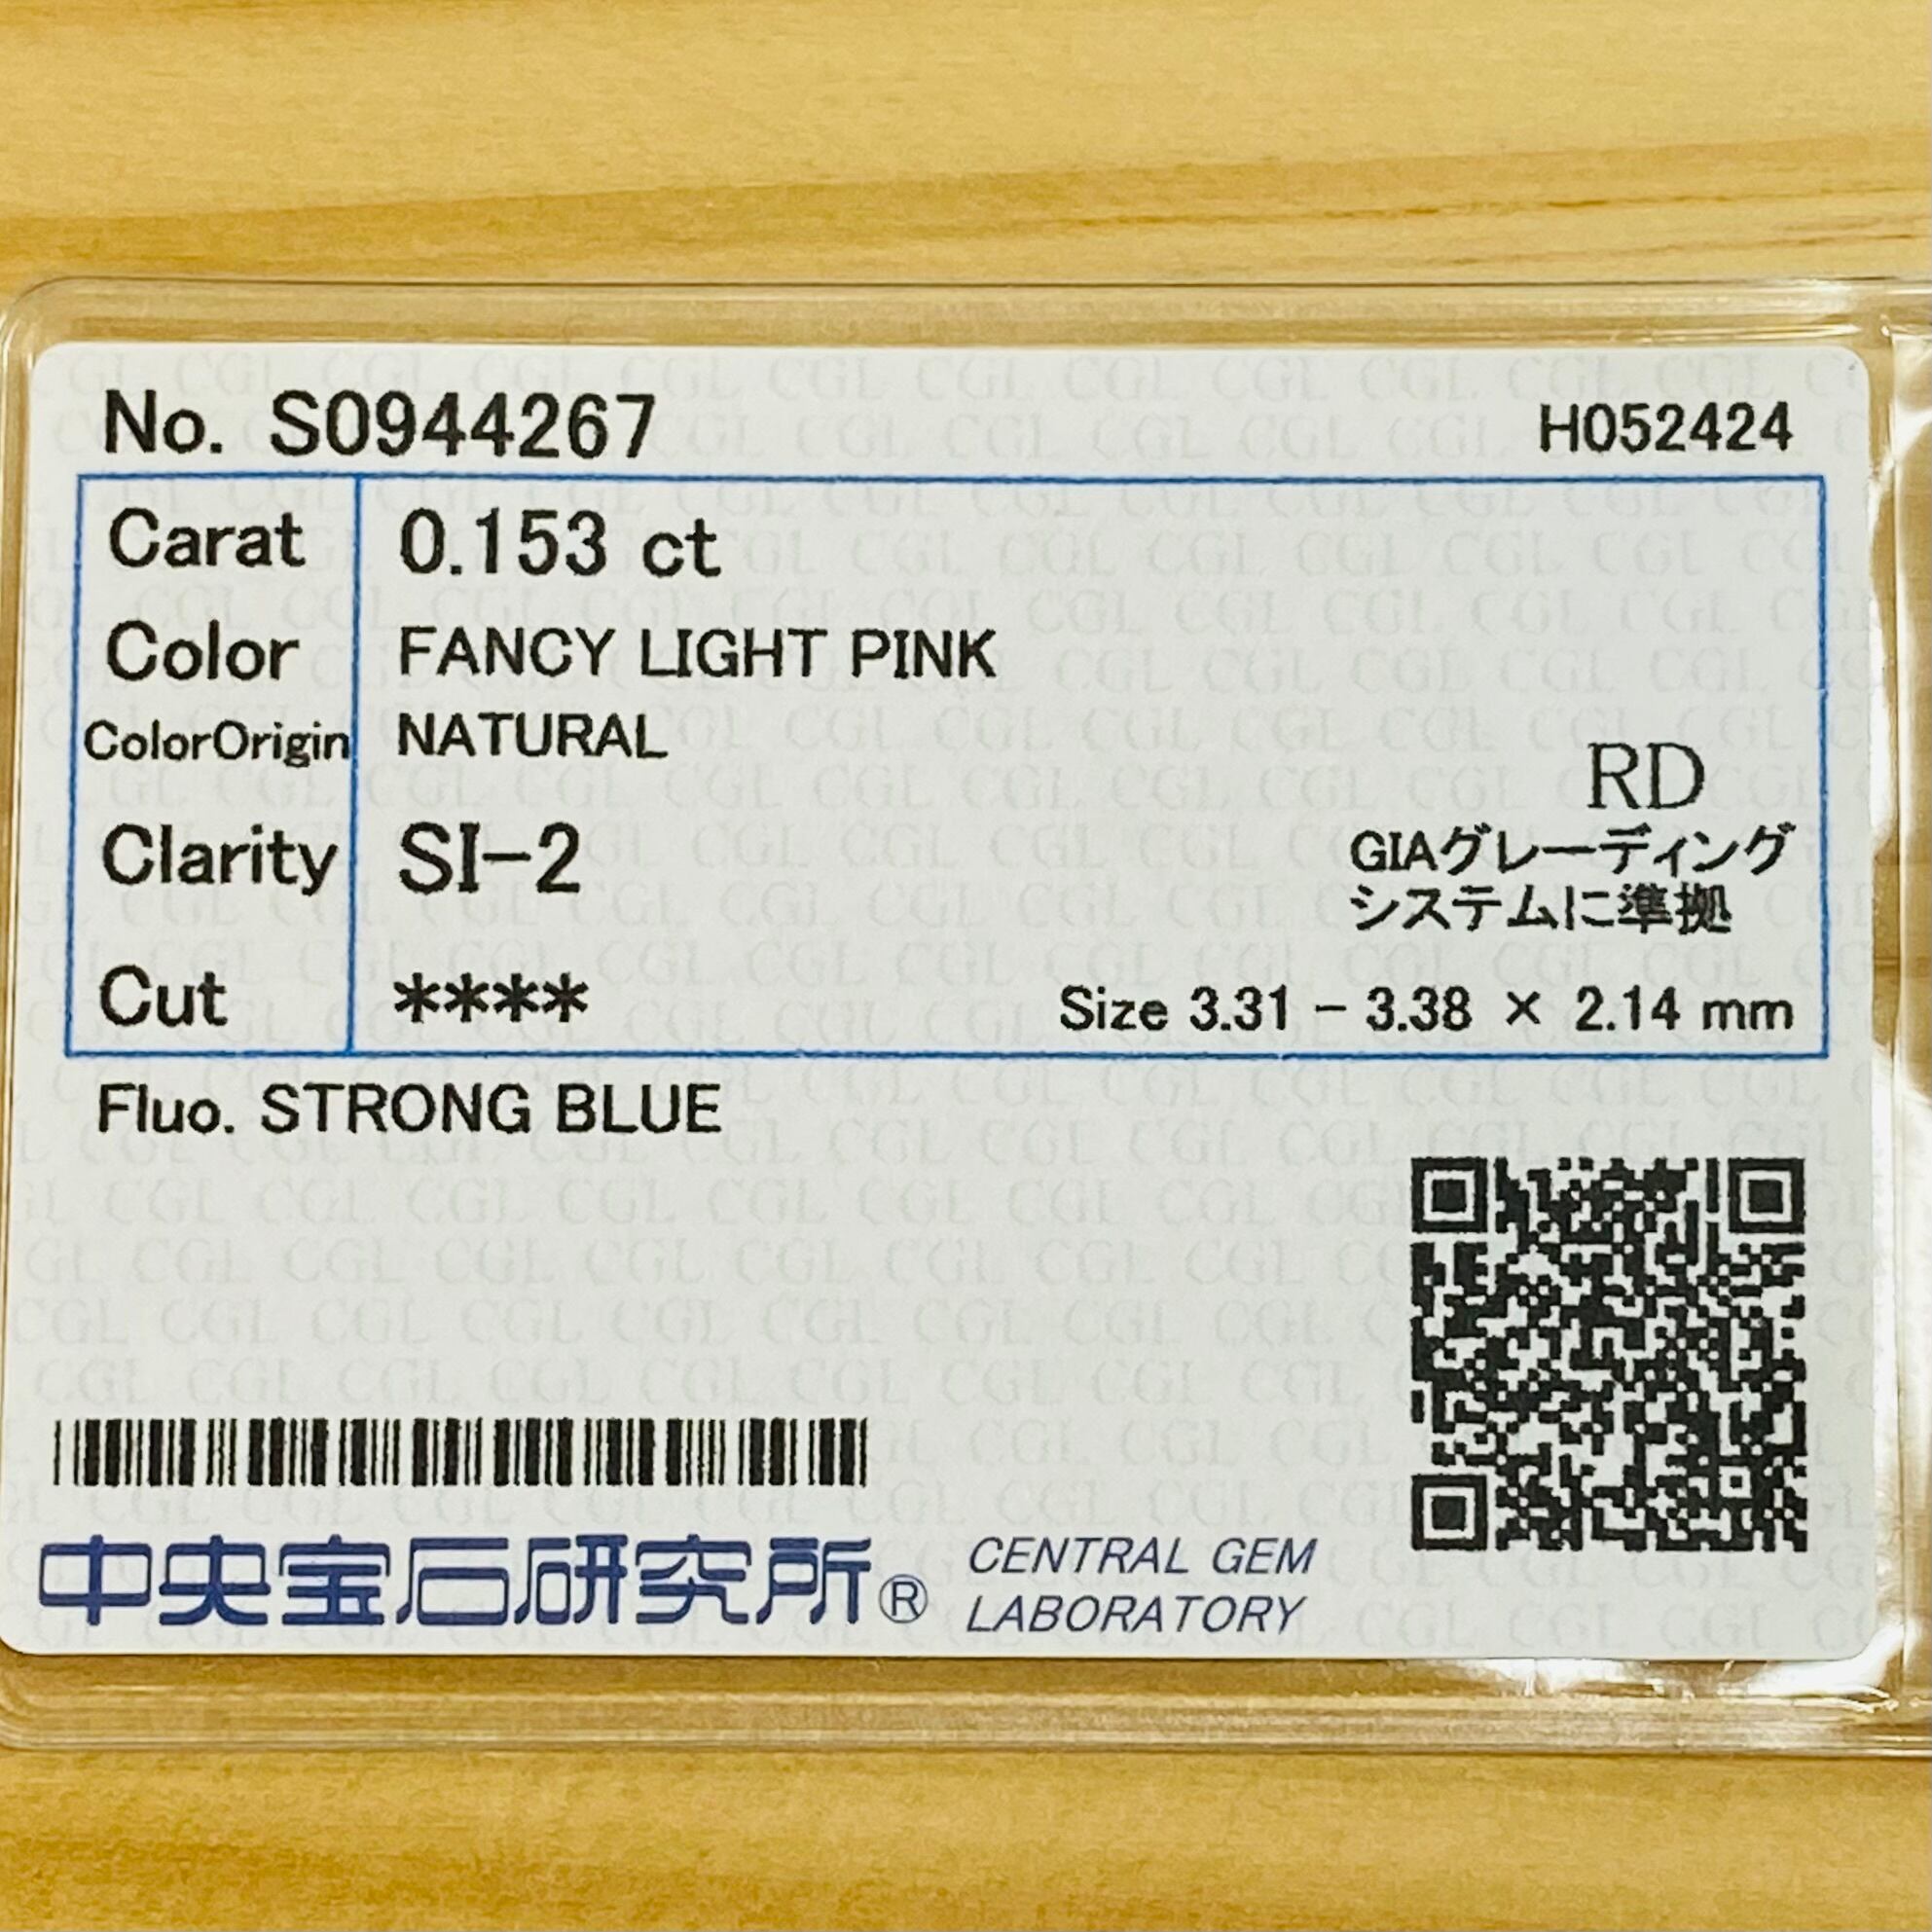 No. S0944267 H052424
Carat 0.153 ct
Color FANCY LIGHT PINK
ColorOrigin NATURAL
RD
Clarity SI-2
GIAグレーディング
システムに準拠
Cut ****
Size 3.31 - 3.38 × 2.14 mm
Fluo. STRONG BLUE
中央宝石研究所®
CENTRAL GEM
LABORATORY